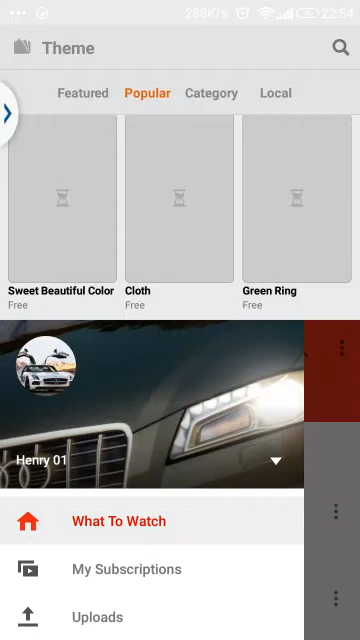 288K/s 22:54
Theme
Featured Popular Category Local
Sweet Beautiful Color Cloth Green Ring
Free Free Free
Henry 01
What To Watch
My Subscriptions
Uploads